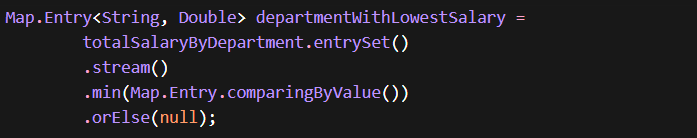 Map.Entry<String, Double> departmentWithLowestSalary =
        totalSalaryByDepartment.entrySet()
        .stream()
        .min(Map.Entry.comparingByValue())
        .orElse(null);